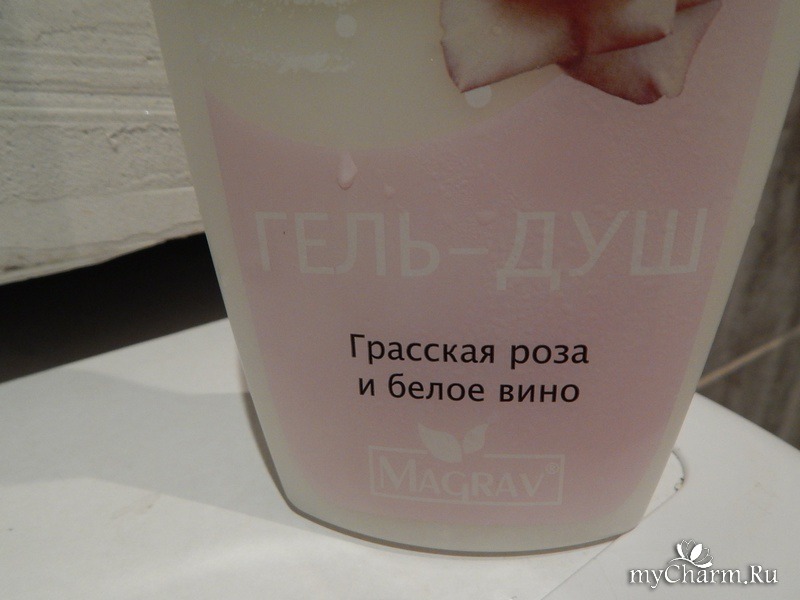 ГЕЛЬ-ДУШ
Грасская роза
и белое вино
MAGRAV®
myCharm.Ru